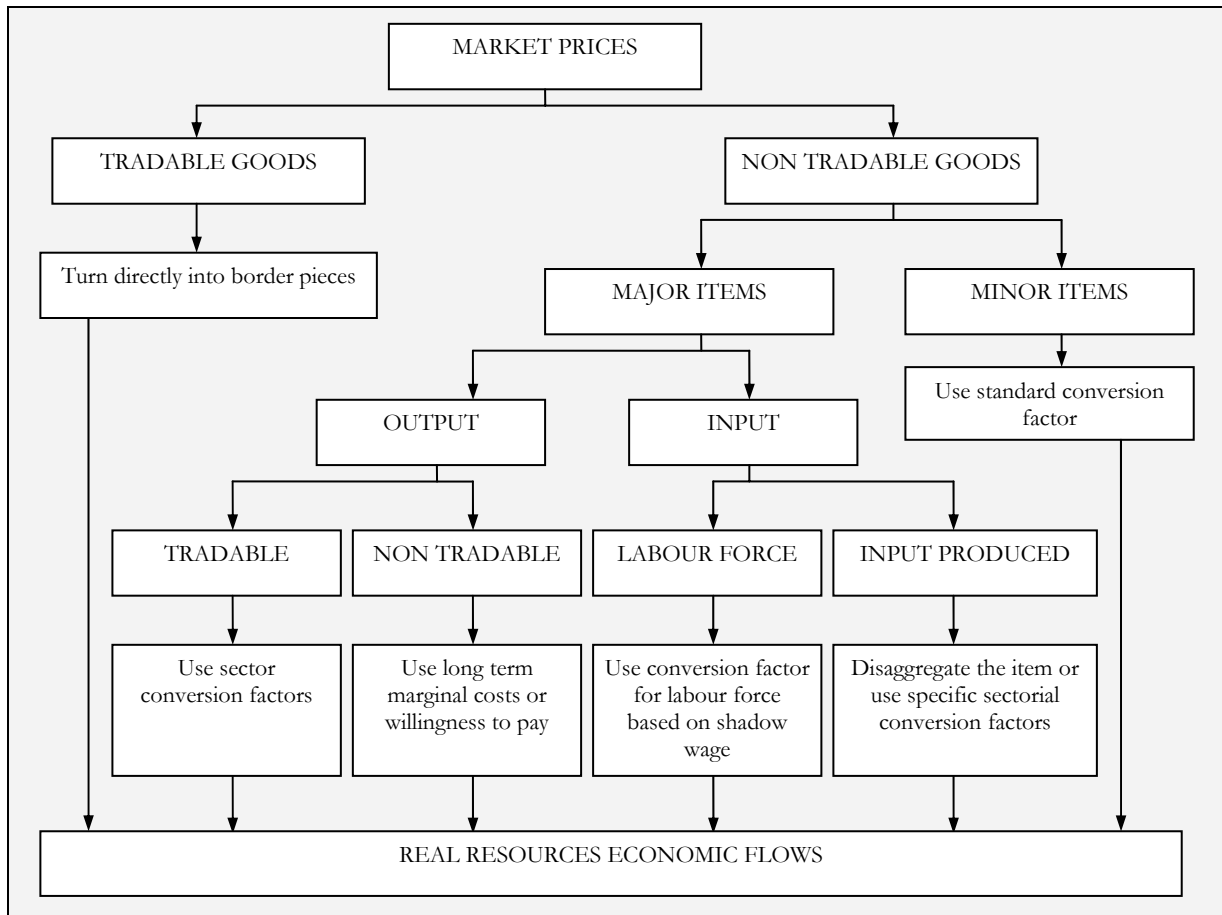 MARKET PRICES
TRADABLE GOODS
NON TRADABLE GOODS
Turn directly into border pieces
MAJOR ITEMS
MINOR ITEMS
Use standard conversion
factor
OUTPUT
INPUT
TRADABLE
NON TRADABLE
LABOUR FORCE
INPUT PRODUCED
Use sector
conversion factors
Use long term
marginal costs or
willingness to pay
Use conversion factor
for labour force
based on shadow
wage
Disaggregate the item or
use specific sectorial
conversion factors
REAL RESOURCES ECONOMIC FLOWS